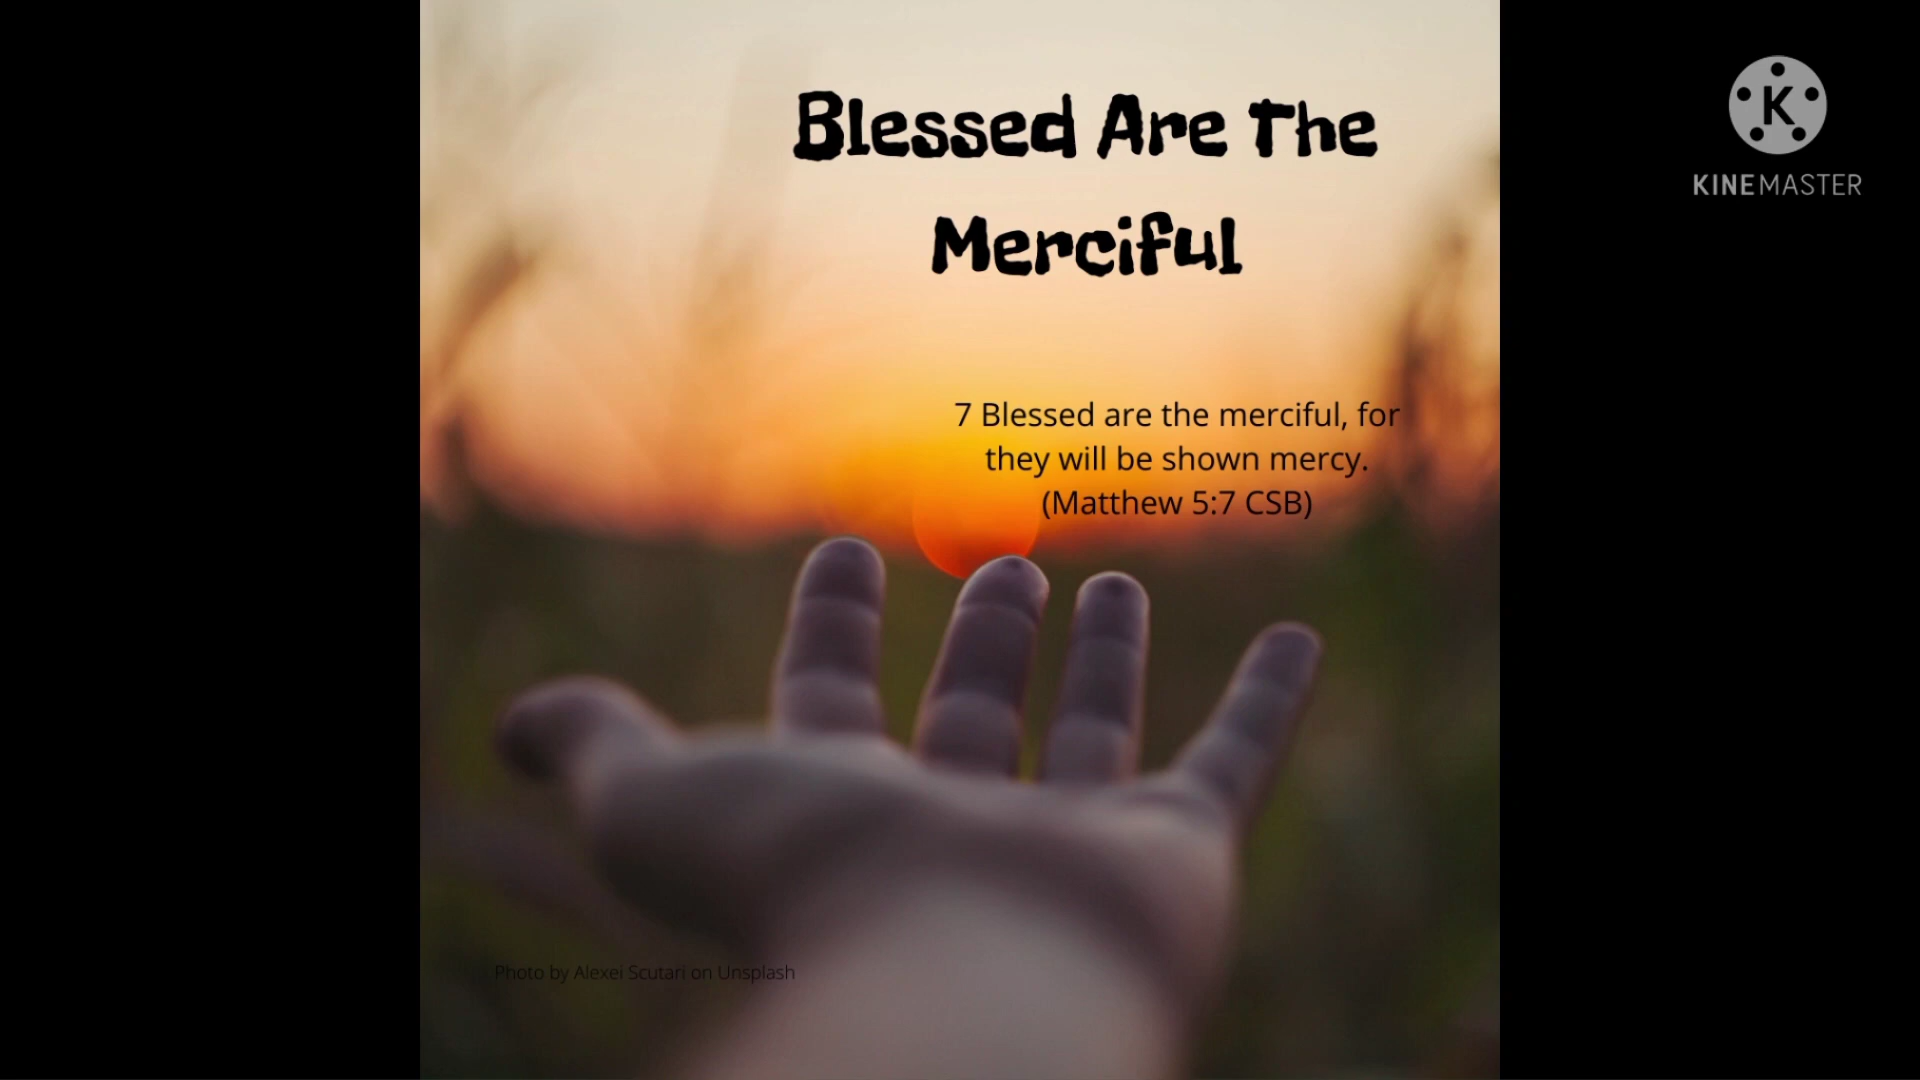 Blessed Are The
Merciful
7 Blessed are the merciful, for
they will be shown mercy.
(Matthew 5:7 CSB)
Photo by Alexei Scutari on Unsplash
K
KINEMASTER